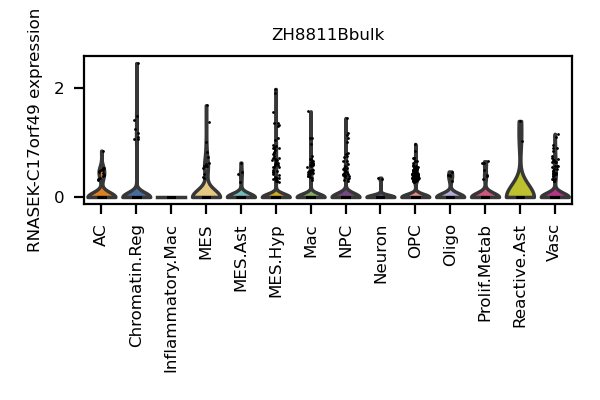 ZH8811Bbulk
RNASEK-C17orf49 expression
2
0
AC
Chromatin.Reg
Inflammatory.Mac
MES
MES.Ast
MES.Hyp
Mac
NPC
Neuron
OPC
Oligo
Prolif.Metab
Reactive.Ast
Vasc